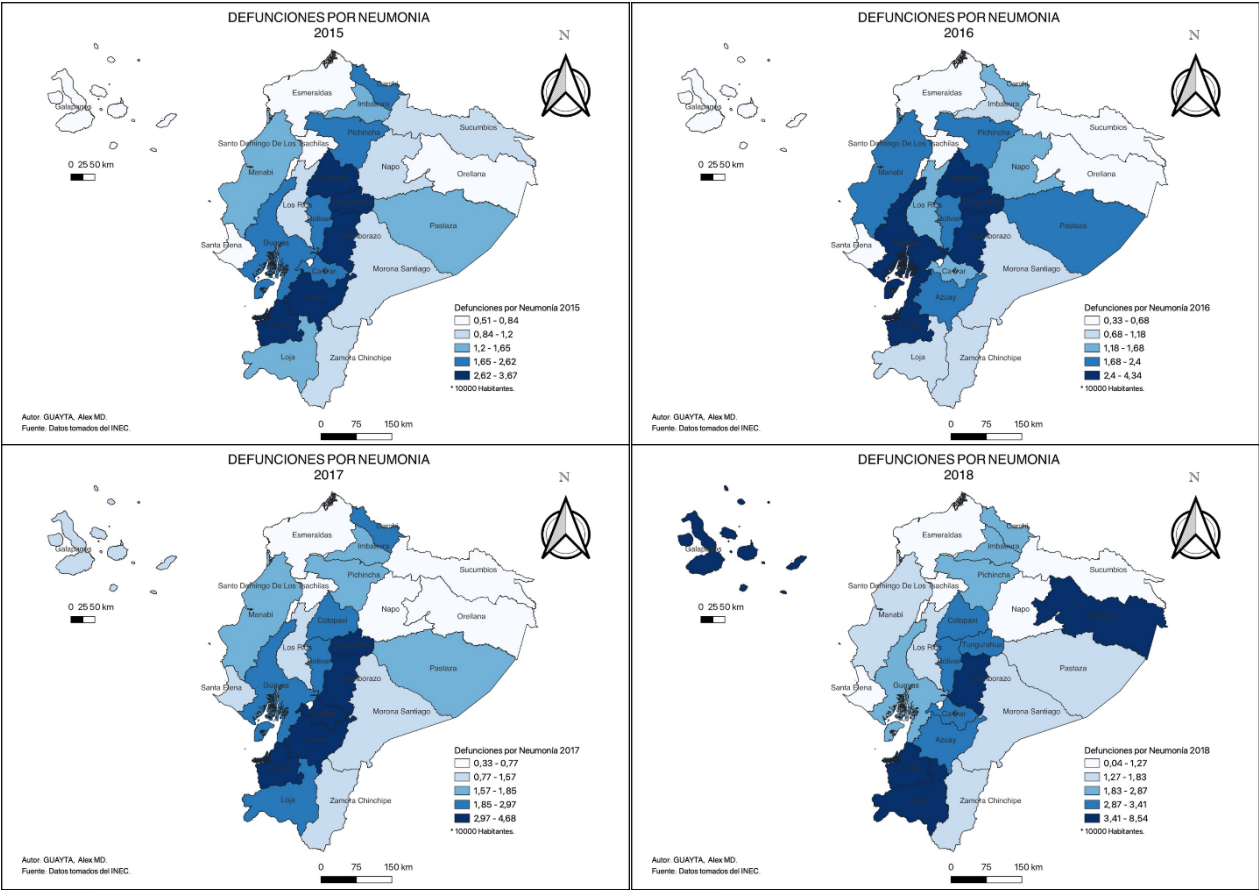 DEFUNCIONES POR NEUMONIA
2015
N
Galapagos
0 25 50 km
Esmeraldas
Carchi
Imbabura
Sucumbios
Pichincha
Santo Domingo De Los Tsachilas
Napo
Orellana
Manabi
Los Rios
Bolivar
Pastaza
Santa Elena
Guayas
Morona Santiago
Ca�ar
Loja
Zamora Chinchipe
Defunciones por Neumonía 2015
0,51 - 0,84
0,84 - 1,2
1,2 - 1,65
1,65 - 2,62
2,62 - 3,67
* 10000 Habitantes.
Autor: GUAYTA, Alex MD.
Fuente: Datos tomados del INEC.
0 75 150 km
DEFUNCIONES POR NEUMONIA
2016
N
Galapagos
0 25 50 km
Esmeraldas
Carchi
Imbabura
Sucumbios
Pichincha
Santo Domingo De Los Tsachilas
Napo
Orellana
Manabi
Los Rios
Bolivar
Pastaza
Santa Elena
Morona Santiago
Ca�ar
Azuay
Loja
Zamora Chinchipe
Defunciones por Neumonía 2016
0,33 - 0,68
0,68 - 1,18
1,18 - 1,68
1,68 - 2,4
2,4 - 4,34
* 10000 Habitantes.
Autor: GUAYTA, Alex MD.
Fuente: Datos tomados del INEC.
0 75 150 km
DEFUNCIONES POR NEUMONIA
2017
N
Galapagos
0 25 50 km
Esmeraldas
Carchi
Imbabura
Sucumbios
Pichincha
Santo Domingo De Los Tsachilas
Napo
Orellana
Manabi
Cotopaxi
Los Rios
Bolivar
Pastaza
Santa Elena
Guayas
Morona Santiago
Loja
Zamora Chinchipe
Defunciones por Neumonía 2017
0,33 - 0,77
0,77 - 1,57
1,57 - 1,85
1,85 - 2,97
2,97 - 4,68
* 10000 Habitantes.
Autor: GUAYTA, Alex MD.
Fuente: Datos tomados del INEC.
0 75 150 km
DEFUNCIONES POR NEUMONIA
2018
N
Galapagos
0 25 50 km
Esmeraldas
Carchi
Imbabura
Sucumbios
Pichincha
Santo Domingo De Los Tsachilas
Napo
Manabi
Cotopaxi
Los Rios
Tungurahua
Bolivar
Pastaza
Santa Elena
Guayas
Morona Santiago
Ca�ar
Azuay
Zamora Chinchipe
Defunciones por Neumonía 2018
0,04 - 1,27
1,27 - 1,83
1,83 - 2,87
2,87 - 3,41
3,41 - 8,54
* 10000 Habitantes.
Autor: GUAYTA, Alex MD.
Fuente: Datos tomados del INEC.
0 75 150 km